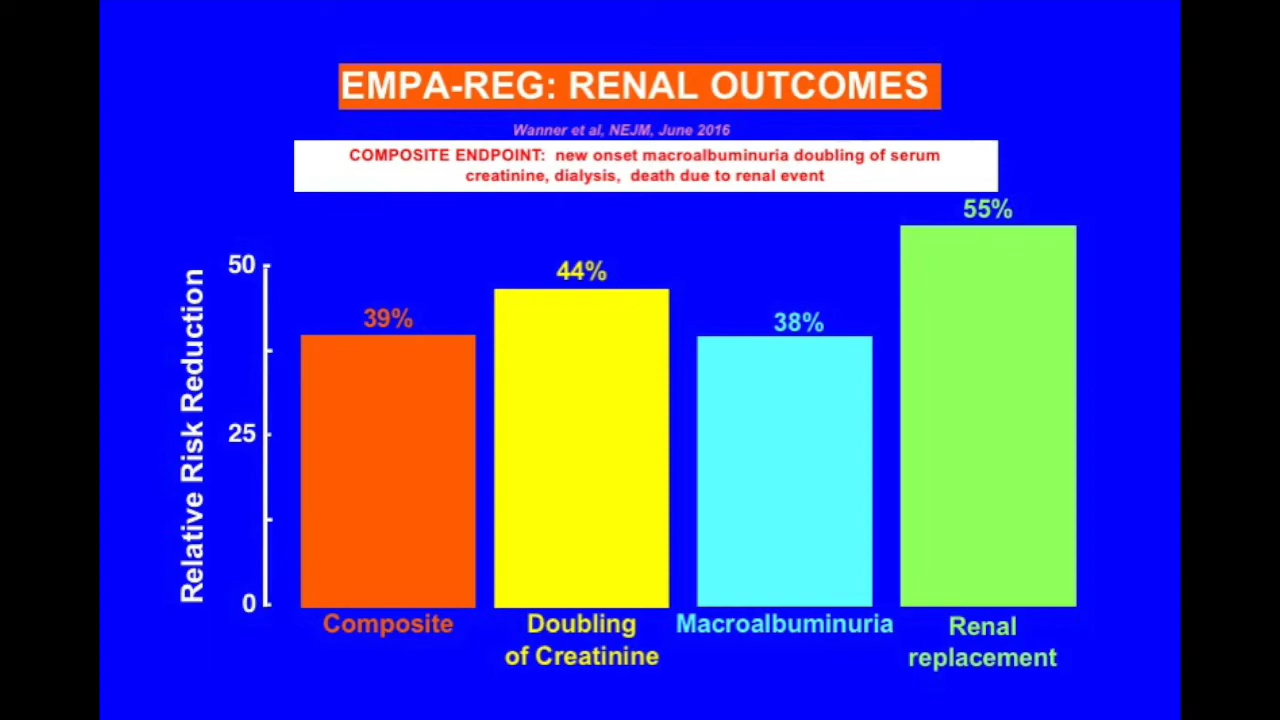 EMPA-REG: RENAL OUTCOMES
Wanner et al, NEJM, June 2016
COMPOSITE ENDPOINT: new onset macroalbuminuria doubling of serum
creatinine, dialysis, death due to renal event
Relative Risk Reduction
50
25
0
39%
44%
38%
55%
Composite
Doubling
of Creatinine
Macroalbuminuria
Renal
replacement